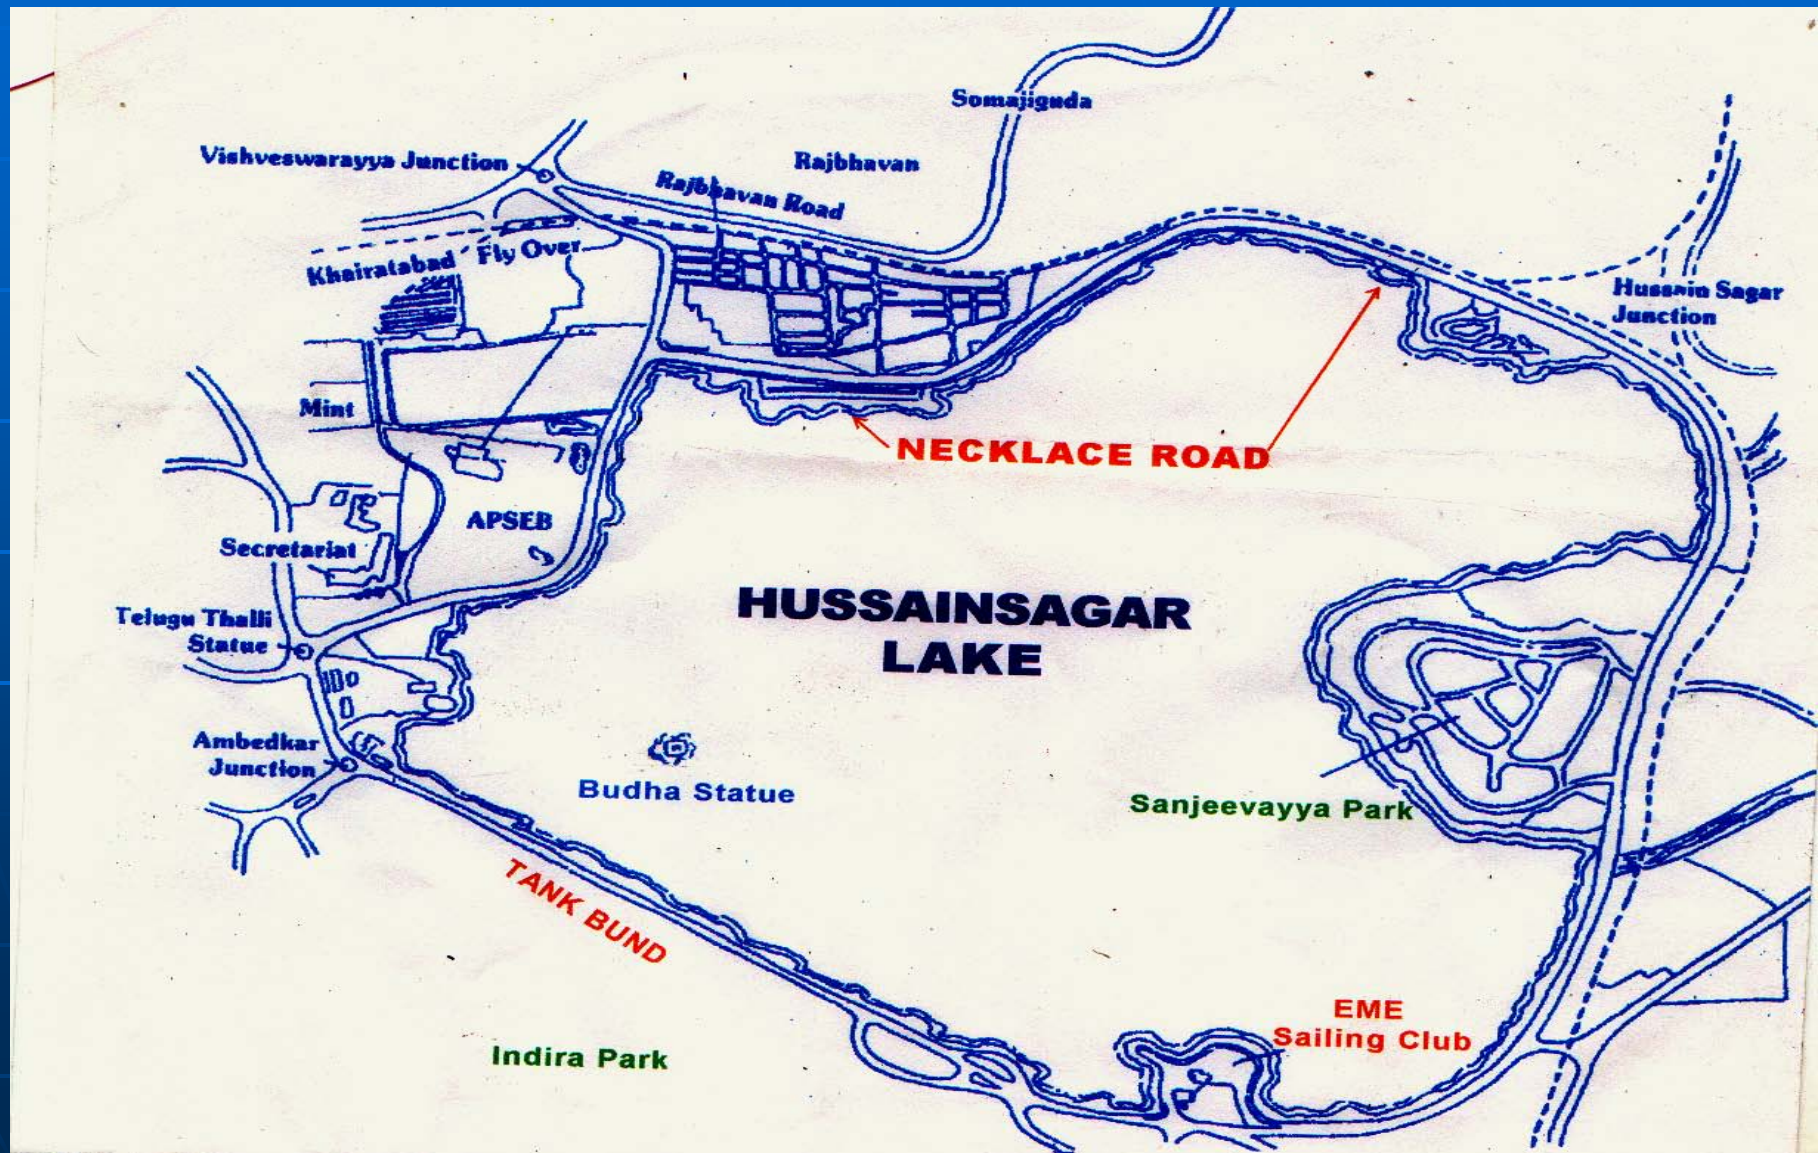 Somajiguda
Vishveswarayya Junction
Rajbhavan
Rajbhavan Road
Khairatabad Fly Over
Hussain Sagar
Junction
Mint
NECKLACE ROAD
APSEB
Secretariat
HUSSAINSAGAR
LAKE
Telugu Thalli
Statue
Ambedkar
Junction
Budha Statue
Sanjeevayya Park
TANK BUND
EME
Sailing Club
Indira Park